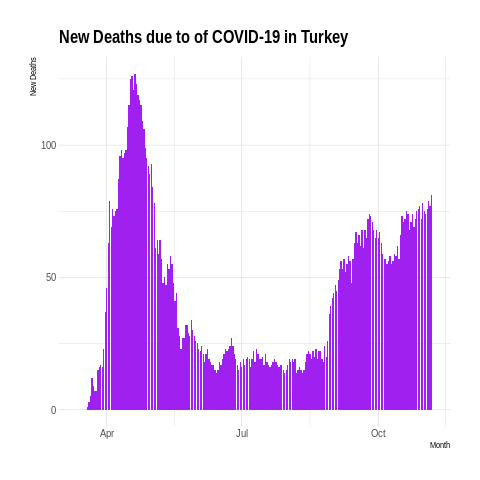 New Deaths due to of COVID-19 in Turkey
New Deaths
100
50
0
Apr Jul Oct
Month